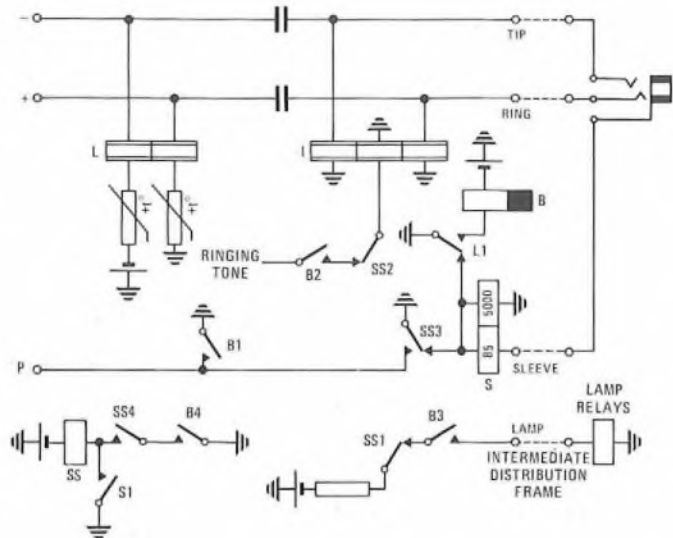 −
TIP
+
RING
L
I
+t°
+t°
B
L1
RINGING
TONE
B2
SS2
5000
85
S
SLEEVE
B1
SS3
P
LAMP
RELAYS
SS4
B4
B3
SS1
LAMP
INTERMEDIATE
DISTRIBUTION
FRAME
SS
S1